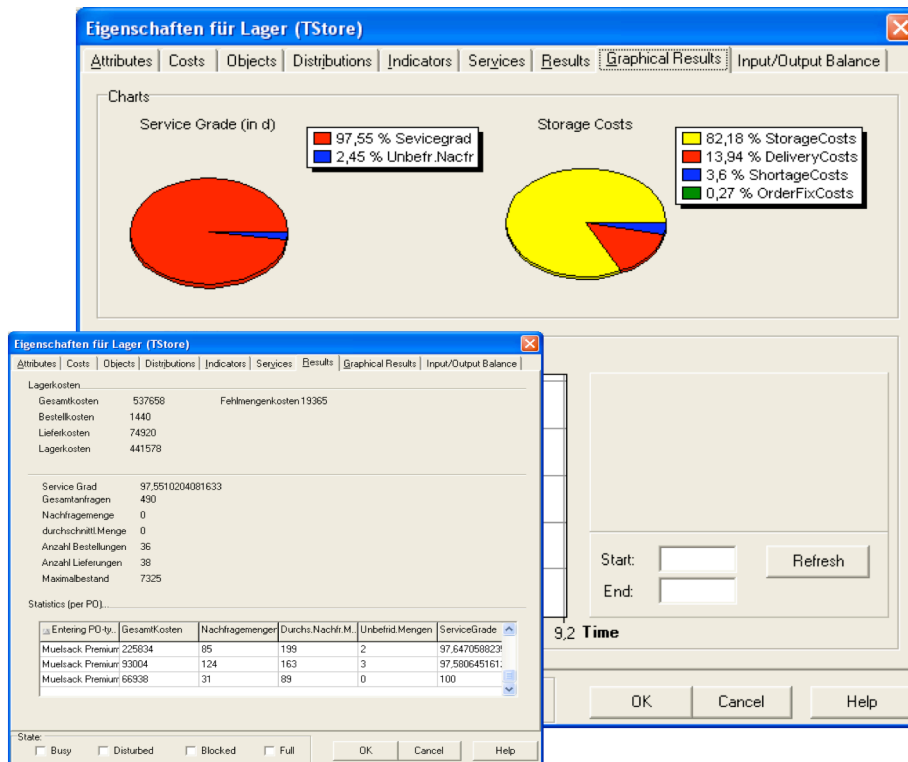 Eigenschaften für Lager (TStore)
Attributes Costs Objects Distributions Indicators Services Results Graphical Results Input/Output Balance
Charts
Service Grade (in d)
97,55 % Sevicegrad
2,45 % Unbefr.Nacfr
Storage Costs
82,18 % StorageCosts
13,94 % DeliveryCosts
3,6 % ShortageCosts
0,27 % OrderFixCosts
Start:
End:
Refresh
9,2 Time
OK Cancel Help
Eigenschaften für Lager (TStore)
Attributes Costs Objects Distributions Indicators Services Results Graphical Results Input/Output Balance
Lagerkosten
Gesamtkosten 537658 Fehlmengenkosten 19365
Bestellkosten 1440
Lieferkosten 74920
Lagerkosten 441578
Service Grad 97,5510204081633
Gesamtanfragen 490
Nachfragemenge 0
durchschnittl.Menge 0
Anzahl Bestellungen 36
Anzahl Lieferungen 38
Maximalbestand 7325
Statistics (per PO)...
Entering PO-ty.. GesamtKosten Nachfragemengen Durchs.Nachfr.M.. Unbefrid.Mengen ServiceGrade
Muelsack Premium 225834 85 199 2 97,647058823
Muelsack Premium 93004 124 163 3 97,580645161
Muelsack Premium 66938 31 89 0 100
State:
Busy Disturbed Blocked Full OK Cancel Help